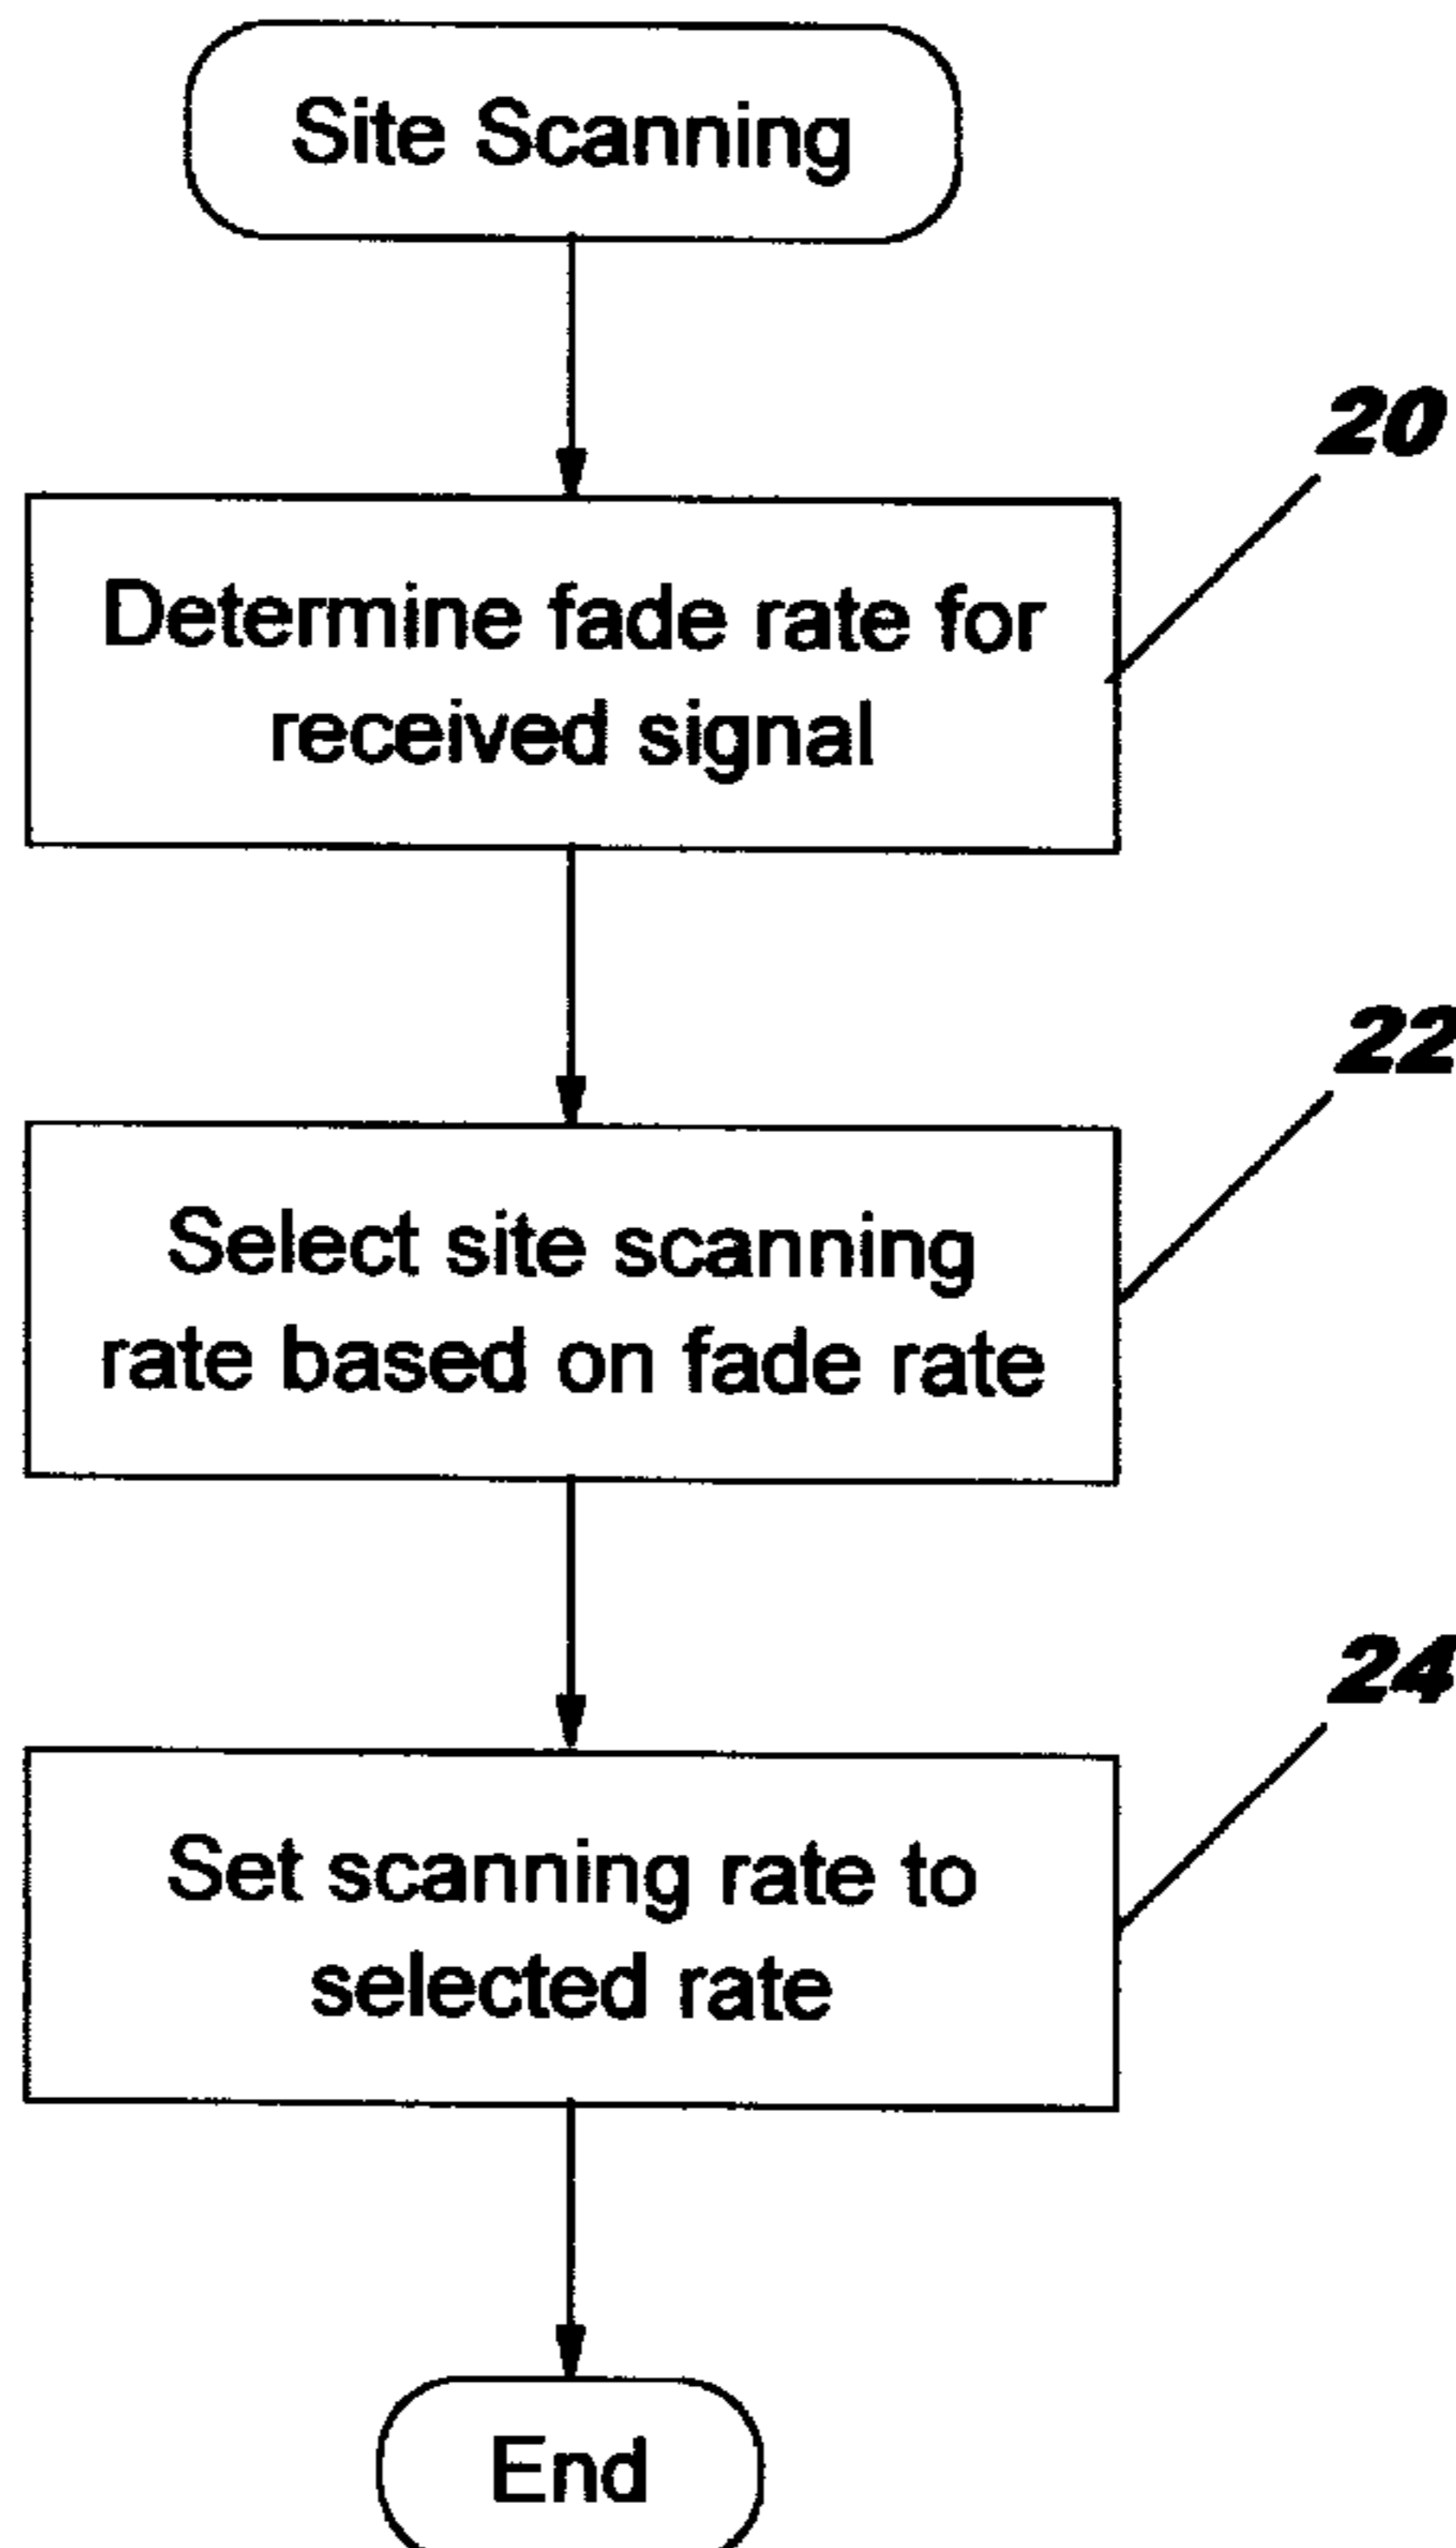 Site Scanning
20
Determine fade rate for
received signal
22
Select site scanning
rate based on fade rate
24
Set scanning rate to
selected rate
End